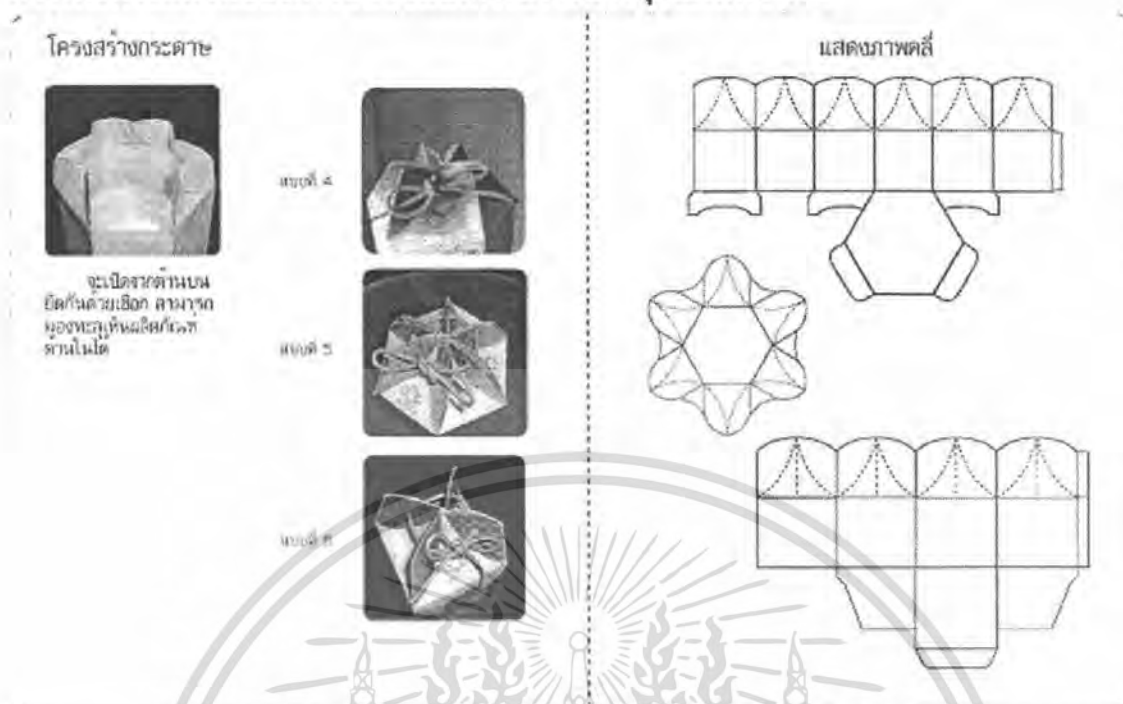 โครงสร้างกระดาษ
แสดงภาพคลี่
แบบที่ 4
จะเปิดจากด้านบน
ยึดกันด้วยเชือก สามารถ
มองทะลุเห็นผลิตภัณฑ์
ด้านในได้
แบบที่ 5
แบบที่ 6